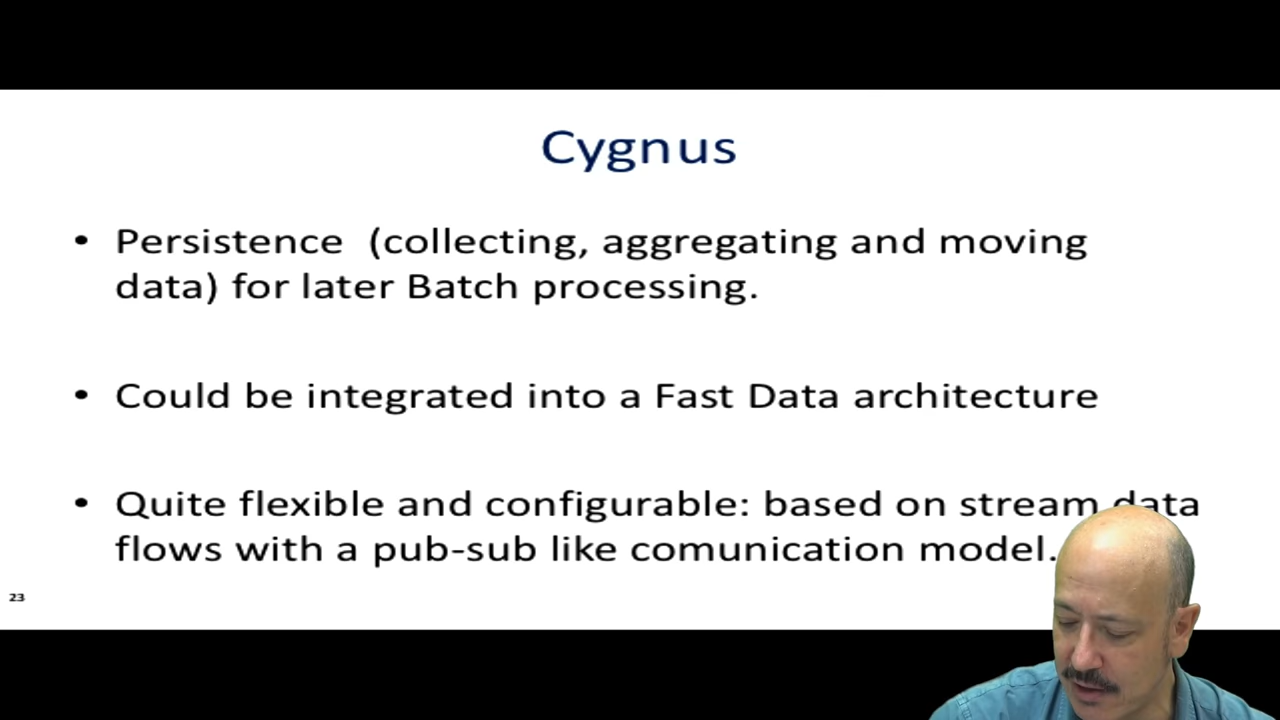 Cygnus
• Persistence (collecting, aggregating and moving
data) for later Batch processing.
• Could be integrated into a Fast Data architecture
• Quite flexible and configurable: based on stream data
flows with a pub-sub like comunication model.
23